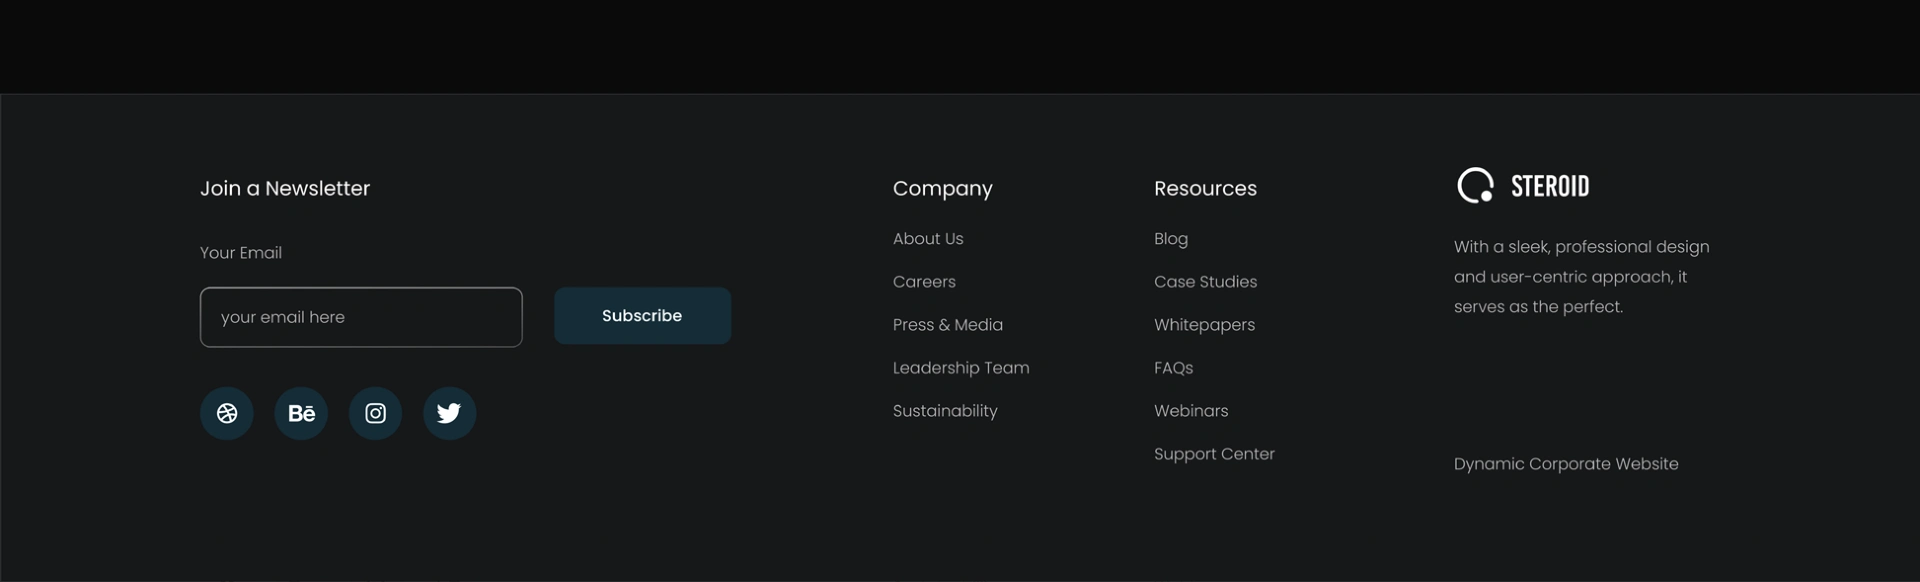 Join a Newsletter
Your Email
your email here
Subscribe
Bē
Company
About Us
Careers
Press & Media
Leadership Team
Sustainability
Resources
Blog
Case Studies
Whitepapers
FAQs
Webinars
Support Center
STEROID
With a sleek, professional design
and user-centric approach, it
serves as the perfect.
Dynamic Corporate Website